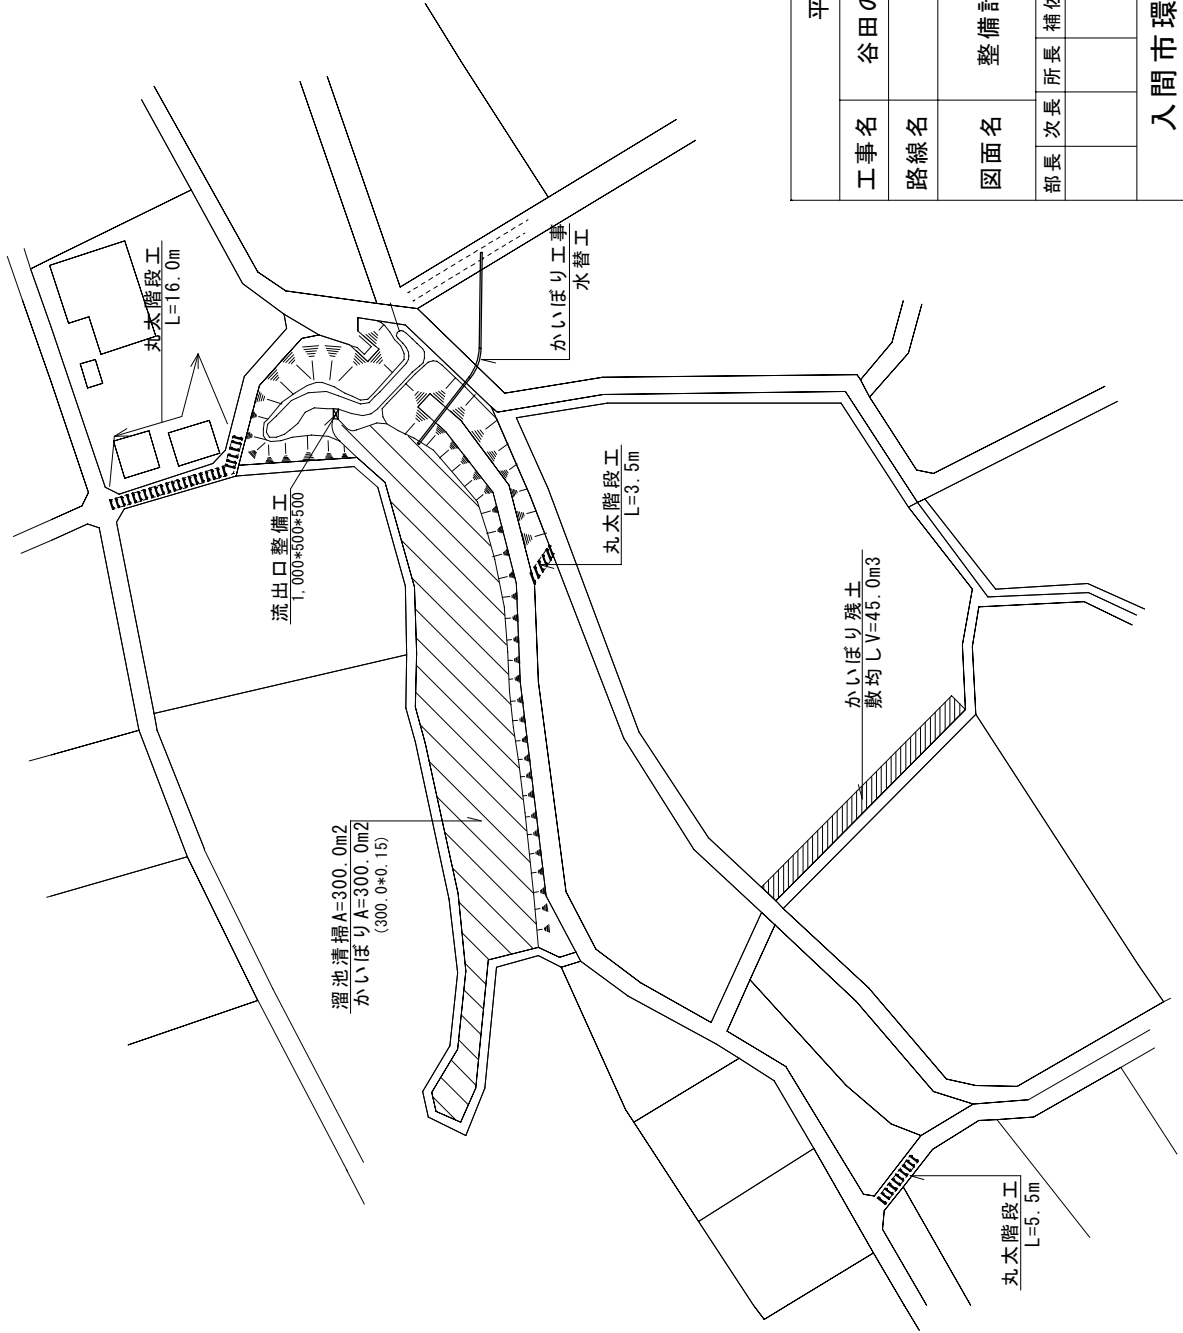 丸太階段工
L=16.0m
流出口整備工
1,000*500*500
かいぼり工事
水替工
丸太階段工
L=3.5m
溜池清掃A=300.0m2
かいぼりA=300.0m2
(300.0*0.15)
かいぼり残土
敷均しV=45.0m3
丸太階段工
L=5.5m
平
工事名 谷田の
路線名
図面名 整備計
部長 次長 所長 補佐
入間市環